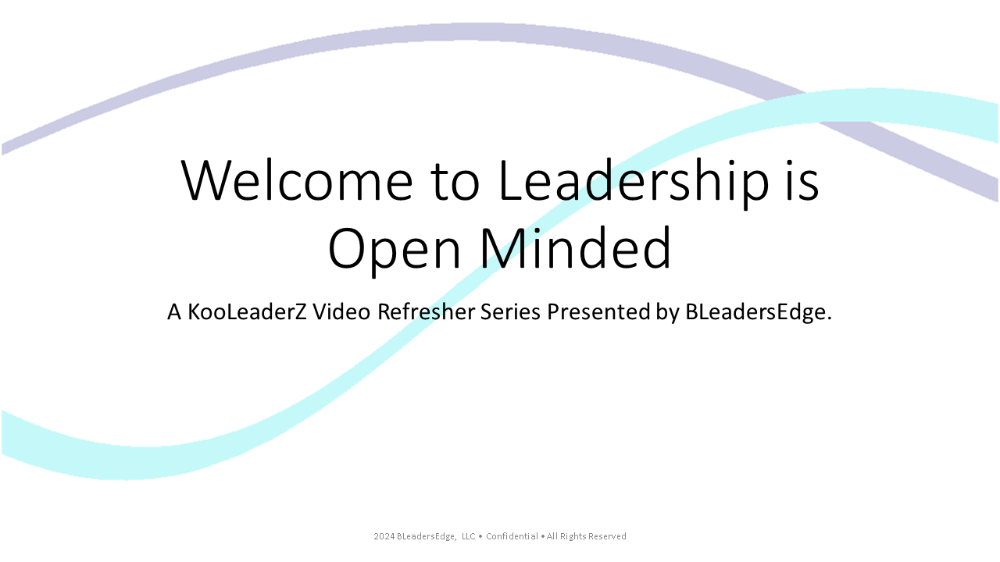 Welcome to Leadership is
Open Minded
A KooLeaderZ Video Refresher Series Presented by BLeadersEdge.
2024 BLeadersEdge, LLC • Confidential • All Rights Reserved